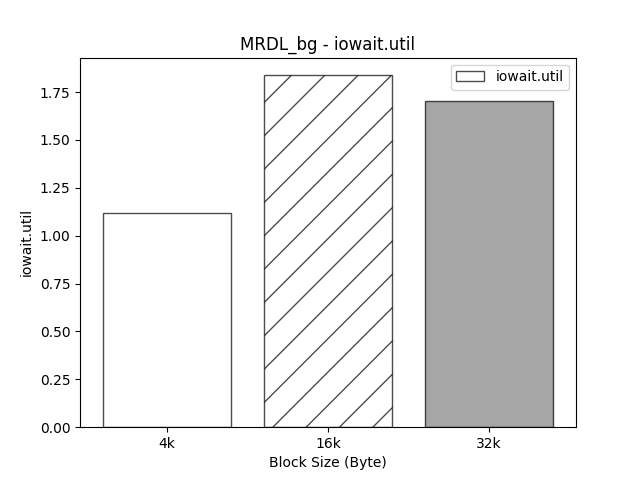 MRDL_bg - iowait.util
iowait.util
1.75
1.50
1.25
1.00
0.75
0.50
0.25
0.00
iowait.util
4k
16k
32k
Block Size (Byte)